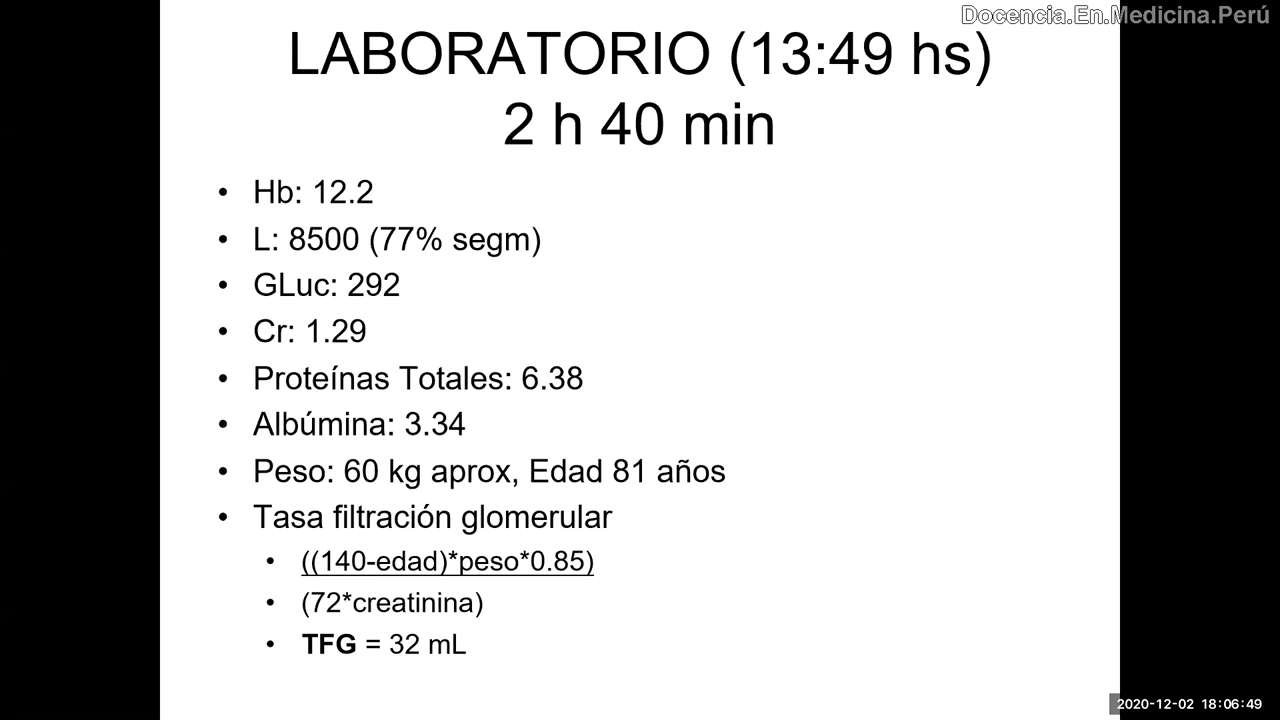 Docencia.En.Medicina.Perú
LABORATORIO (13:49 hs)
2 h 40 min
• Hb: 12.2
• L: 8500 (77% segm)
• GLuc: 292
• Cr: 1.29
• Proteínas Totales: 6.38
• Albúmina: 3.34
• Peso: 60 kg aprox, Edad 81 años
• Tasa filtración glomerular
• ((140-edad)*peso*0.85)
• (72*creatinina)
• TFG = 32 mL
2020-12-02 18:06:49